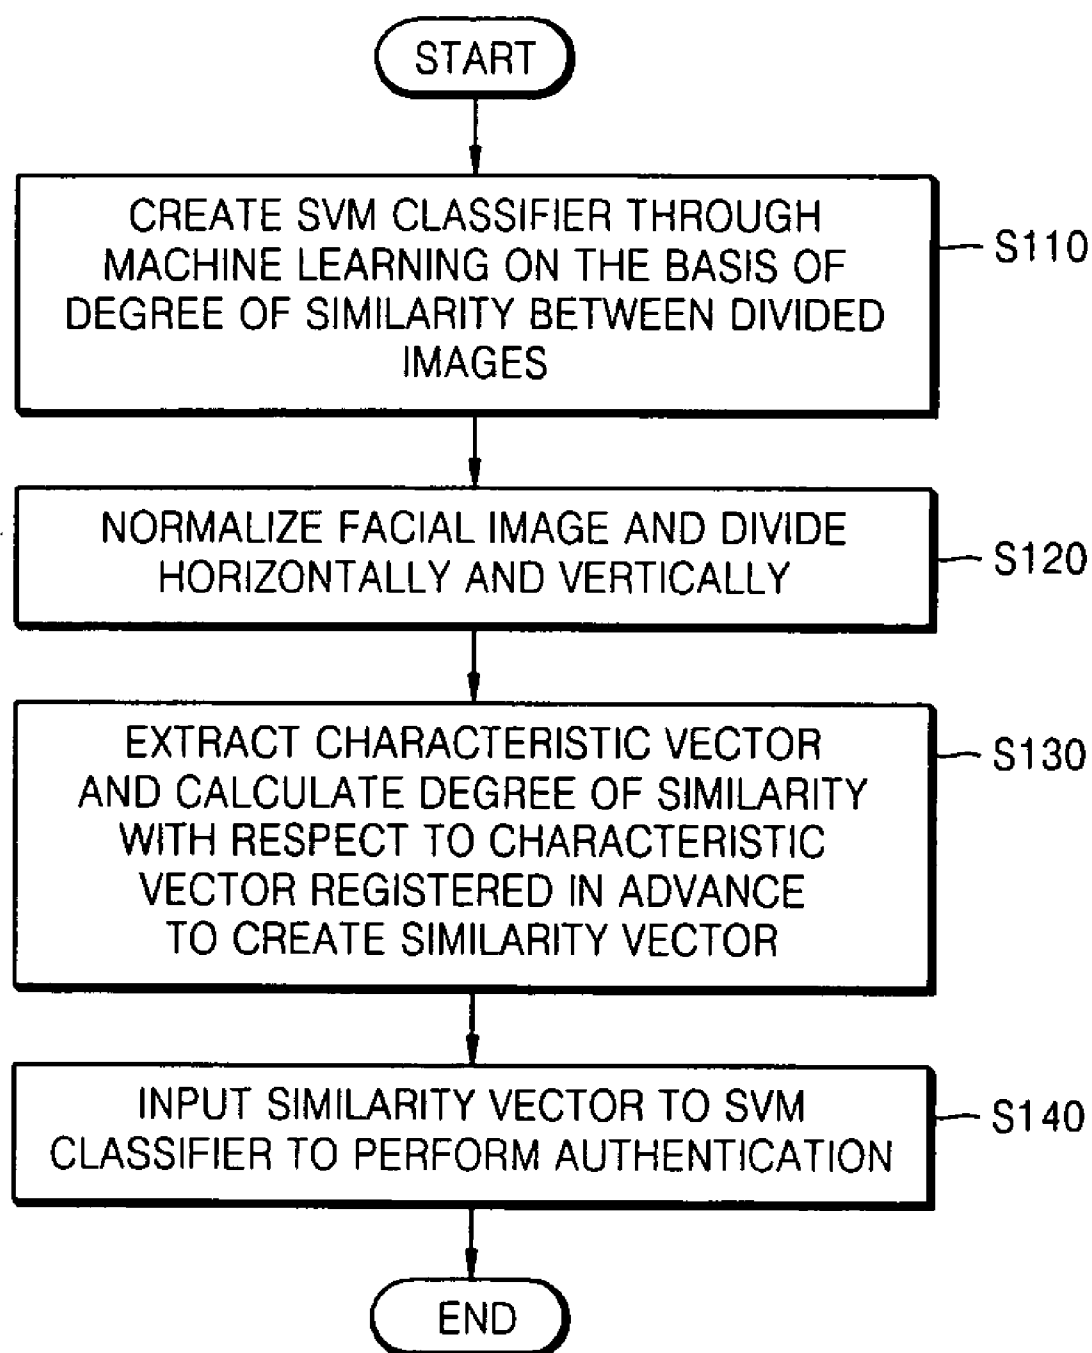 START
CREATE SVM CLASSIFIER THROUGH
MACHINE LEARNING ON THE BASIS OF
DEGREE OF SIMILARITY BETWEEN DIVIDED
IMAGES
S110
NORMALIZE FACIAL IMAGE AND DIVIDE
HORIZONTALLY AND VERTICALLY
S120
EXTRACT CHARACTERISTIC VECTOR
AND CALCULATE DEGREE OF SIMILARITY
WITH RESPECT TO CHARACTERISTIC
VECTOR REGISTERED IN ADVANCE
TO CREATE SIMILARITY VECTOR
S130
INPUT SIMILARITY VECTOR TO SVM
CLASSIFIER TO PERFORM AUTHENTICATION
S140
END